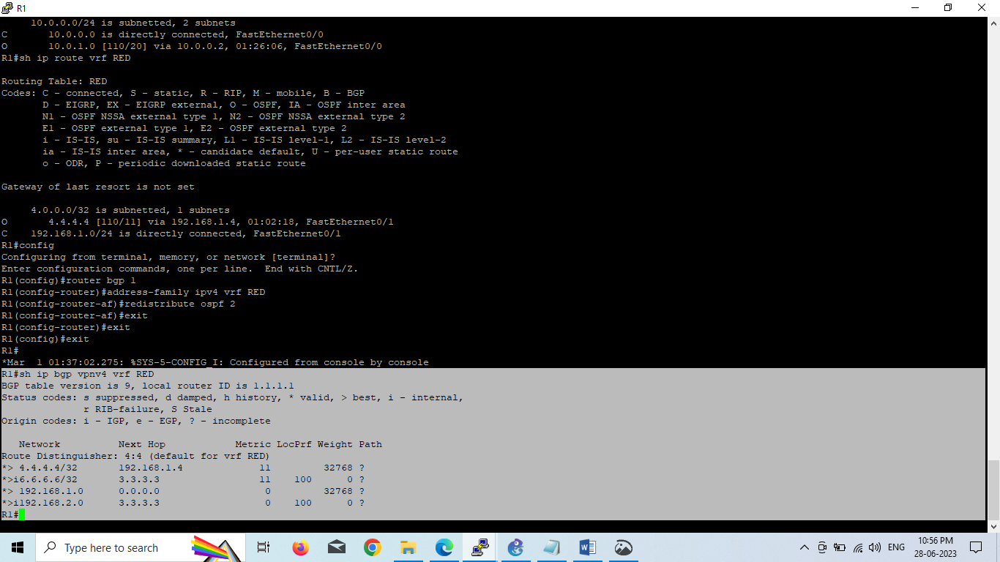 R1
     10.0.0.0/24 is subnetted, 2 subnets
C       10.0.0.0 is directly connected, FastEthernet0/0
O       10.0.1.0 [110/20] via 10.0.0.2, 01:26:06, FastEthernet0/0
R1#sh ip route vrf RED

Routing Table: RED
Codes: C - connected, S - static, R - RIP, M - mobile, B - BGP
       D - EIGRP, EX - EIGRP external, O - OSPF, IA - OSPF inter area
       N1 - OSPF NSSA external type 1, N2 - OSPF NSSA external type 2
       E1 - OSPF external type 1, E2 - OSPF external type 2
       i - IS-IS, su - IS-IS summary, L1 - IS-IS level-1, L2 - IS-IS level-2
       ia - IS-IS inter area, * - candidate default, U - per-user static route
       o - ODR, P - periodic downloaded static route

Gateway of last resort is not set

     4.0.0.0/32 is subnetted, 1 subnets
O       4.4.4.4 [110/11] via 192.168.1.4, 01:02:18, FastEthernet0/1
C    192.168.1.0/24 is directly connected, FastEthernet0/1
R1#config
Configuring from terminal, memory, or network [terminal]?
Enter configuration commands, one per line.  End with CNTL/Z.
R1(config)#router bgp 1
R1(config-router)#address-family ipv4 vrf RED
R1(config-router-af)#redistribute ospf 2
R1(config-router-af)#exit
R1(config-router)#exit
R1(config)#exit
R1#
*Mar  1 01:37:02.275: %SYS-5-CONFIG_I: Configured from console by console
R1#sh ip bgp vpnv4 vrf RED
BGP table version is 9, local router ID is 1.1.1.1
Status codes: s suppressed, d damped, h history, * valid, > best, i - internal,
              r RIB-failure, S Stale
Origin codes: i - IGP, e - EGP, ? - incomplete

   Network          Next Hop            Metric LocPrf Weight Path
Route Distinguisher: 4:4 (default for vrf RED)
*> 4.4.4.4/32       192.168.1.4             11         32768 ?
*>i6.6.6.6/32       3.3.3.3                 11    100      0 ?
*> 192.168.1.0      0.0.0.0                  0         32768 ?
*>i192.168.2.0      3.3.3.3                  0    100      0 ?
R1#
Type here to search
ENG
10:56 PM
28-06-2023